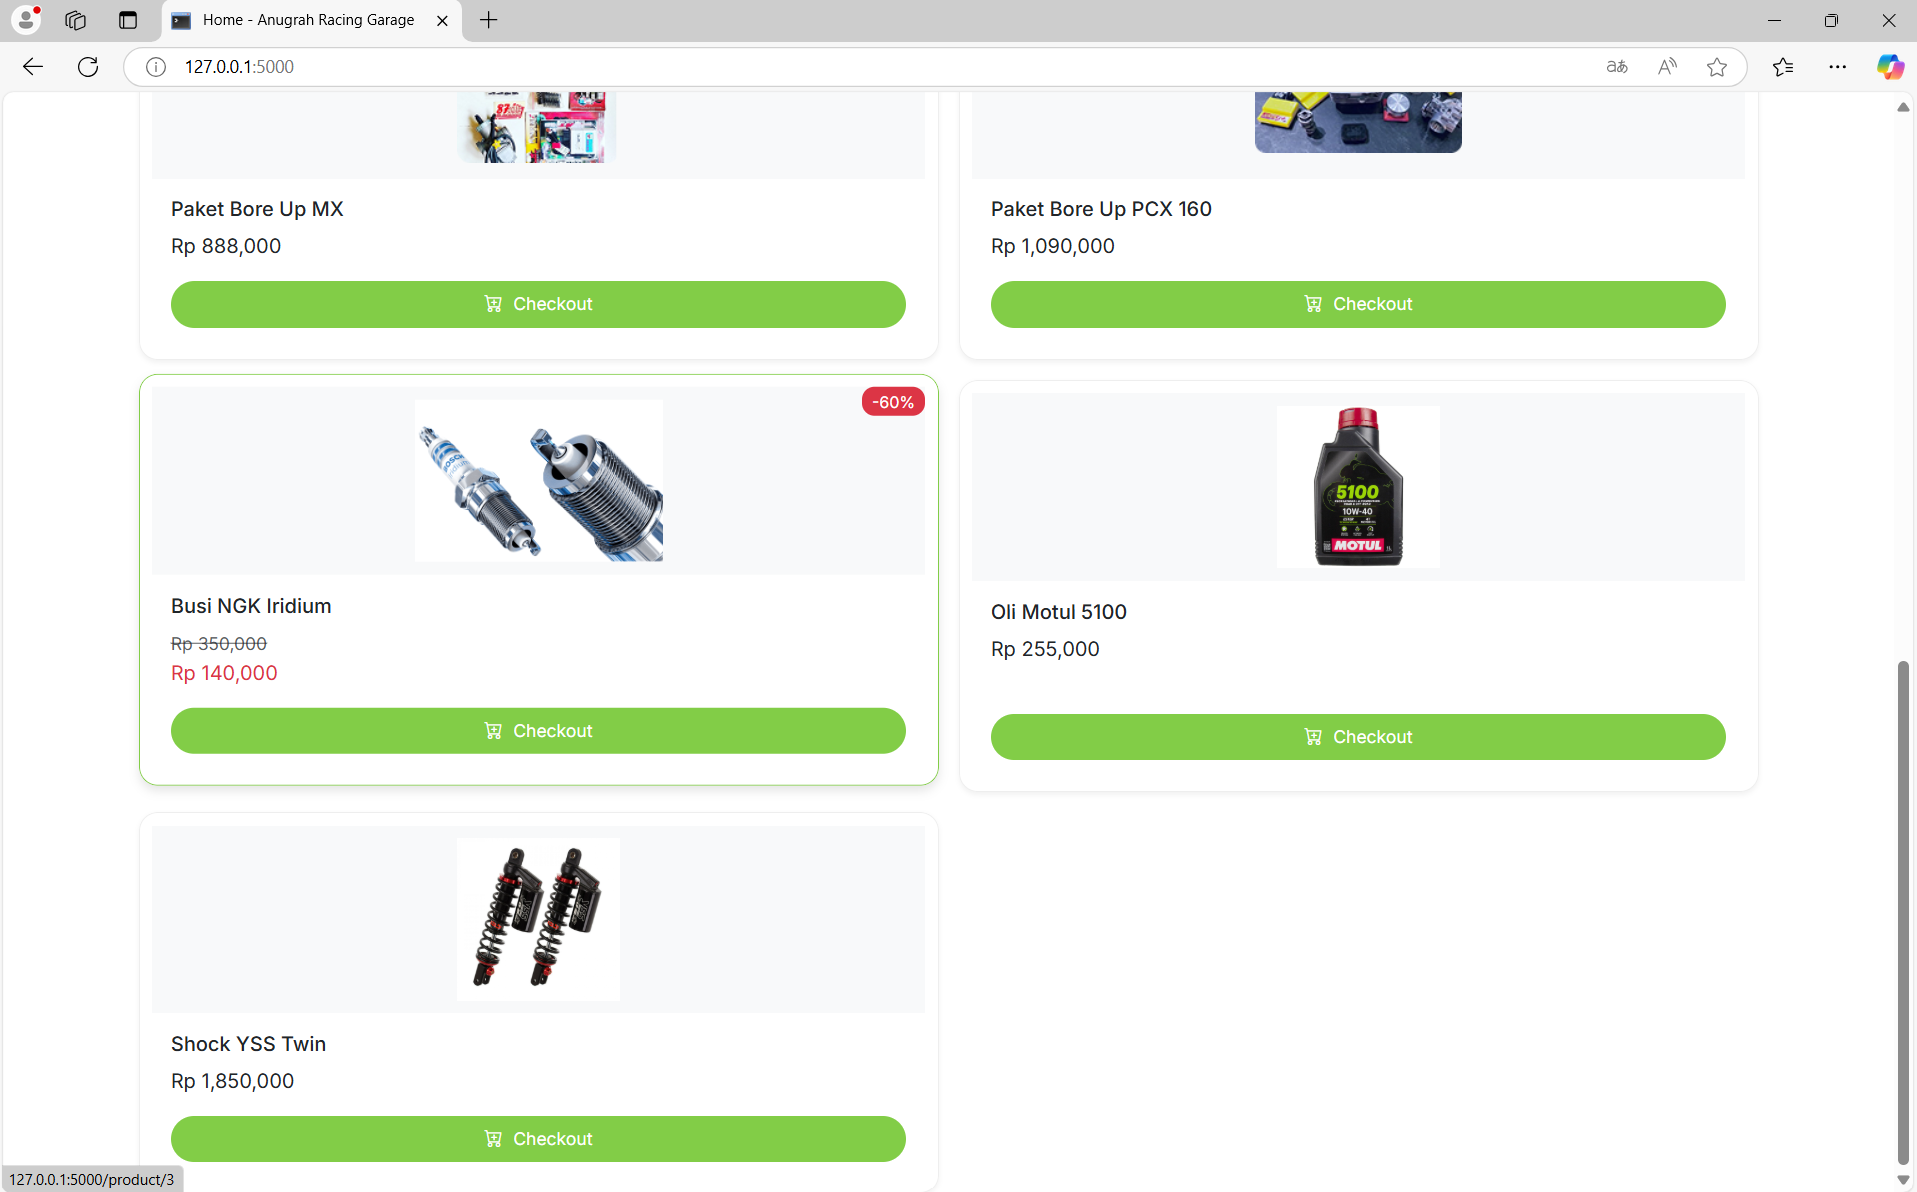 Home - Anugrah Racing Garage
127.0.0.1:5000
87
Paket Bore Up MX
Rp 888,000
Checkout
Paket Bore Up PCX 160
Rp 1,090,000
Checkout
-60%
BOSCH
Busi NGK Iridium
Rp 350,000
Rp 140,000
Checkout
5100
10W-40
MOTUL
Oli Motul 5100
Rp 255,000
Checkout
Shock YSS Twin
Rp 1,850,000
Checkout
127.0.0.1:5000/product/3